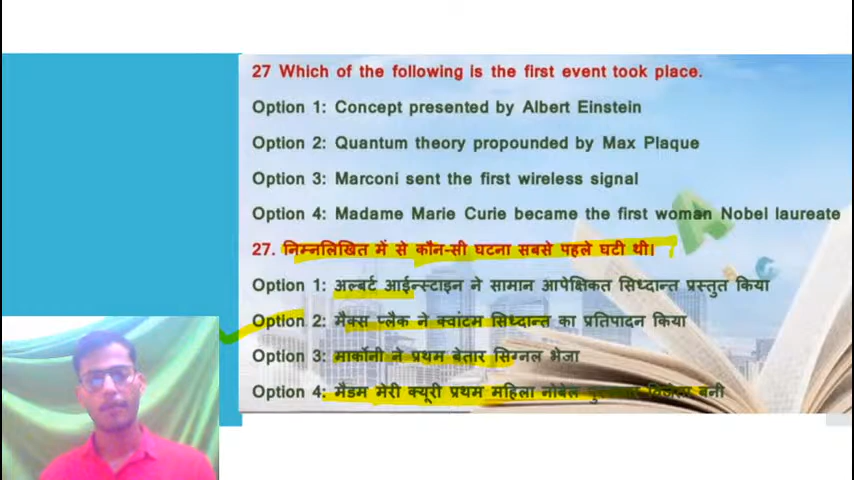 27 Which of the following is the first event took place.
Option 1: Concept presented by Albert Einstein
Option 2: Quantum theory propounded by Max Plaque
Option 3: Marconi sent the first wireless signal
Option 4: Madame Marie Curie became the first woman Nobel laureate
27. निम्नलिखित में से कौन-सी घटना सबसे पहले घटी थी।
Option 1: अल्बर्ट आईन्स्टाइन ने सामान आपेक्षिकत सिध्दान्त प्रस्तुत किया
Option 2: मैक्स प्लैक ने क्वांटम सिध्दान्त का प्रतिपादन किया
Option 3: मार्कोनी ने प्रथम बेतार सिग्नल भेजा
Option 4: मैडम मेरी क्यूरी प्रथम महिला नोबेल विजेता बनी